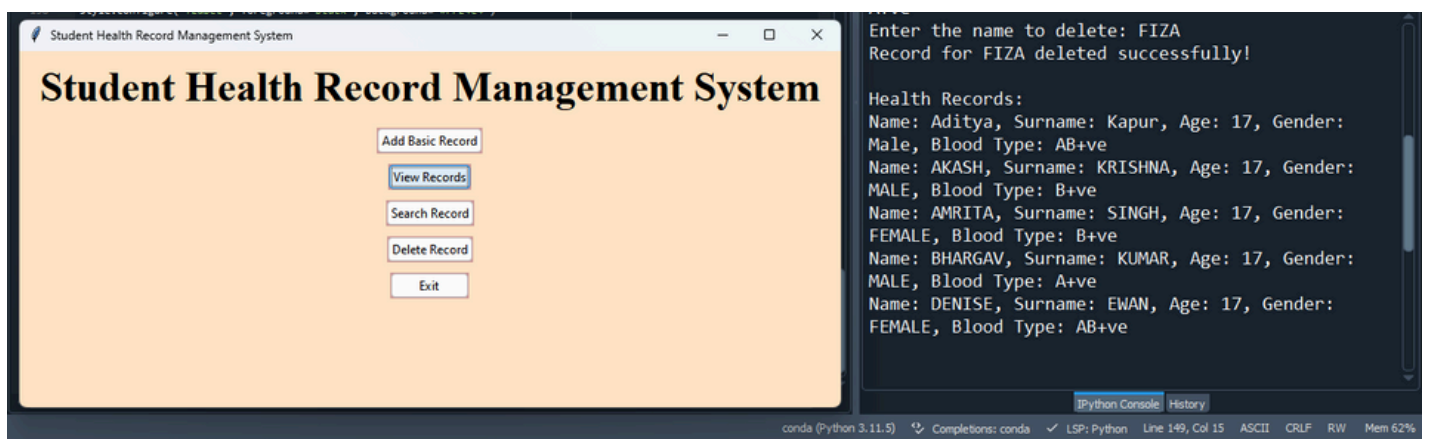 Student Health Record Management System
Student Health Record Management System
Add Basic Record
View Records
Search Record
Delete Record
Exit
Enter the name to delete: FIZA
Record for FIZA deleted successfully!
Health Records:
Name: Aditya, Surname: Kapur, Age: 17, Gender:
Male, Blood Type: AB+ve
Name: AKASH, Surname: KRISHNA, Age: 17, Gender:
MALE, Blood Type: B+ve
Name: AMRITA, Surname: SINGH, Age: 17, Gender:
FEMALE, Blood Type: B+ve
Name: BHARGAV, Surname: KUMAR, Age: 17, Gender:
MALE, Blood Type: A+ve
Name: DENISE, Surname: EWAN, Age: 17, Gender:
FEMALE, Blood Type: AB+ve
IPython Console History
conda (Python 3.11.5) Completions: conda LSP: Python Line 149, Col 15 ASCII CRLF RW Mem 62%